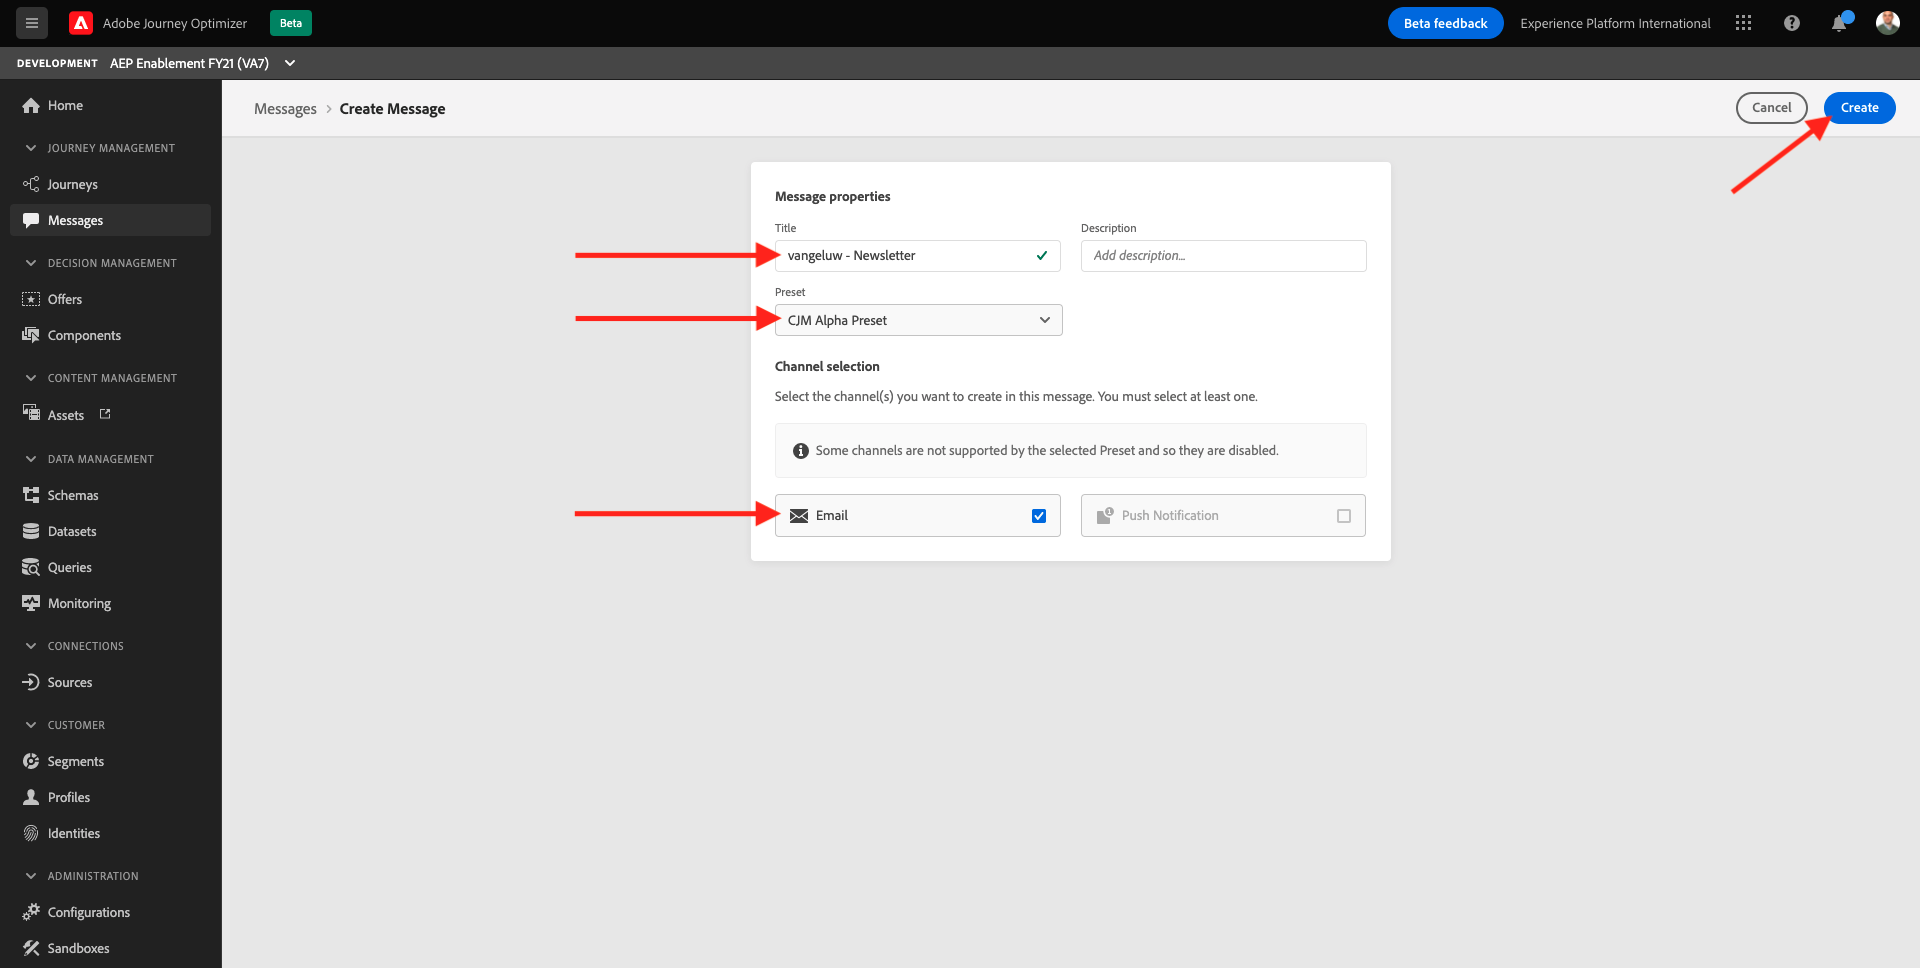 Adobe Journey Optimizer Beta Beta feedback Experience Platform International
DEVELOPMENT AEP Enablement FY21 (VA7)
Home
JOURNEY MANAGEMENT
Journeys
Messages
DECISION MANAGEMENT
Offers
Components
CONTENT MANAGEMENT
Assets
DATA MANAGEMENT
Schemas
Datasets
Queries
Monitoring
CONNECTIONS
Sources
CUSTOMER
Segments
Profiles
Identities
ADMINISTRATION
Configurations
Sandboxes
Messages > Create Message Cancel Create
Message properties
Title Description
vangeluw - Newsletter Add description...
Preset
CJM Alpha Preset
Channel selection
Select the channel(s) you want to create in this message. You must select at least one.
Some channels are not supported by the selected Preset and so they are disabled.
Email Push Notification